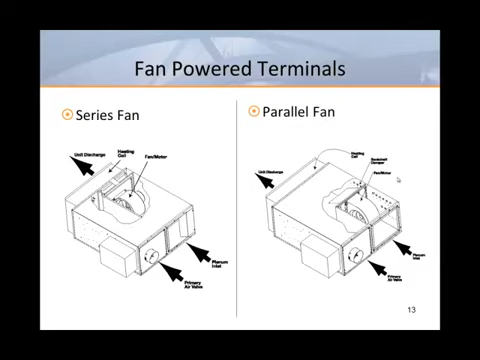 Fan Powered Terminals
Series Fan
Unit Discharge
Heating
Coil
Fan/Motor
Plenum
Inlet
Primary
Air Valve
Parallel Fan
Heating
Coil
Backdraft
Damper
Fan/Motor
Unit Discharge
Plenum
Inlet
Primary
Air Valve
13